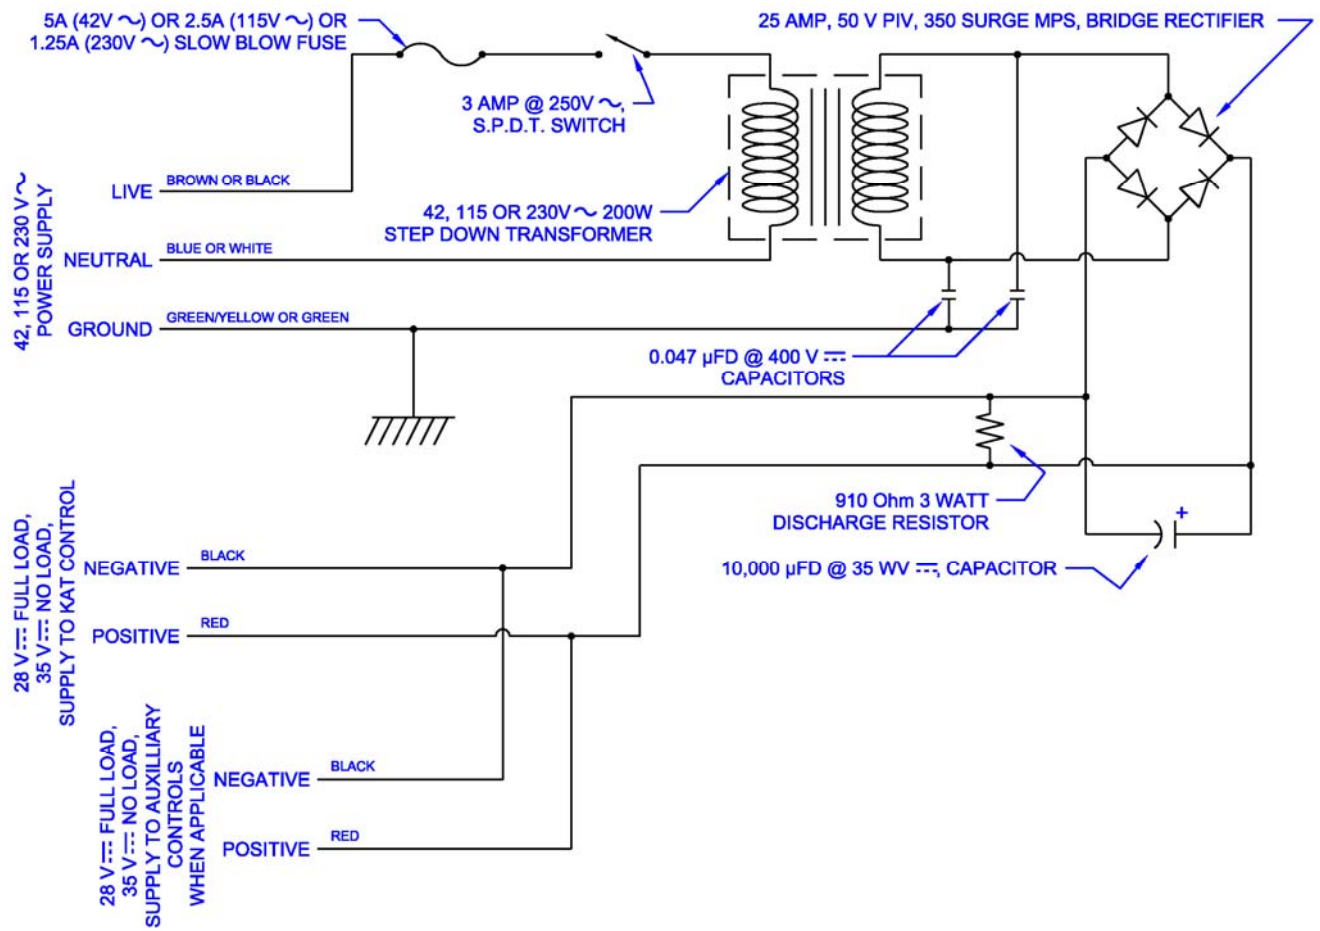 5A (42V ~) OR 2.5A (115V ~) OR
1.25A (230V ~) SLOW BLOW FUSE
25 AMP, 50 V PIV, 350 SURGE MPS, BRIDGE RECTIFIER
3 AMP @ 250V ~,
S.P.D.T. SWITCH
42, 115 OR 230 V~
POWER SUPPLY
LIVE
BROWN OR BLACK
42, 115 OR 230V ~ 200W
STEP DOWN TRANSFORMER
NEUTRAL
BLUE OR WHITE
GROUND
GREEN/YELLOW OR GREEN
0.047 µFD @ 400 V ⎓
CAPACITORS
910 Ohm 3 WATT
DISCHARGE RESISTOR
+
10,000 µFD @ 35 WV ⎓, CAPACITOR
28 V⎓ FULL LOAD,
35 V⎓ NO LOAD,
SUPPLY TO KAT CONTROL
NEGATIVE
BLACK
POSITIVE
RED
28 V⎓ FULL LOAD,
35 V⎓ NO LOAD,
SUPPLY TO AUXILLIARY
CONTROLS
WHEN APPLICABLE
NEGATIVE
BLACK
POSITIVE
RED